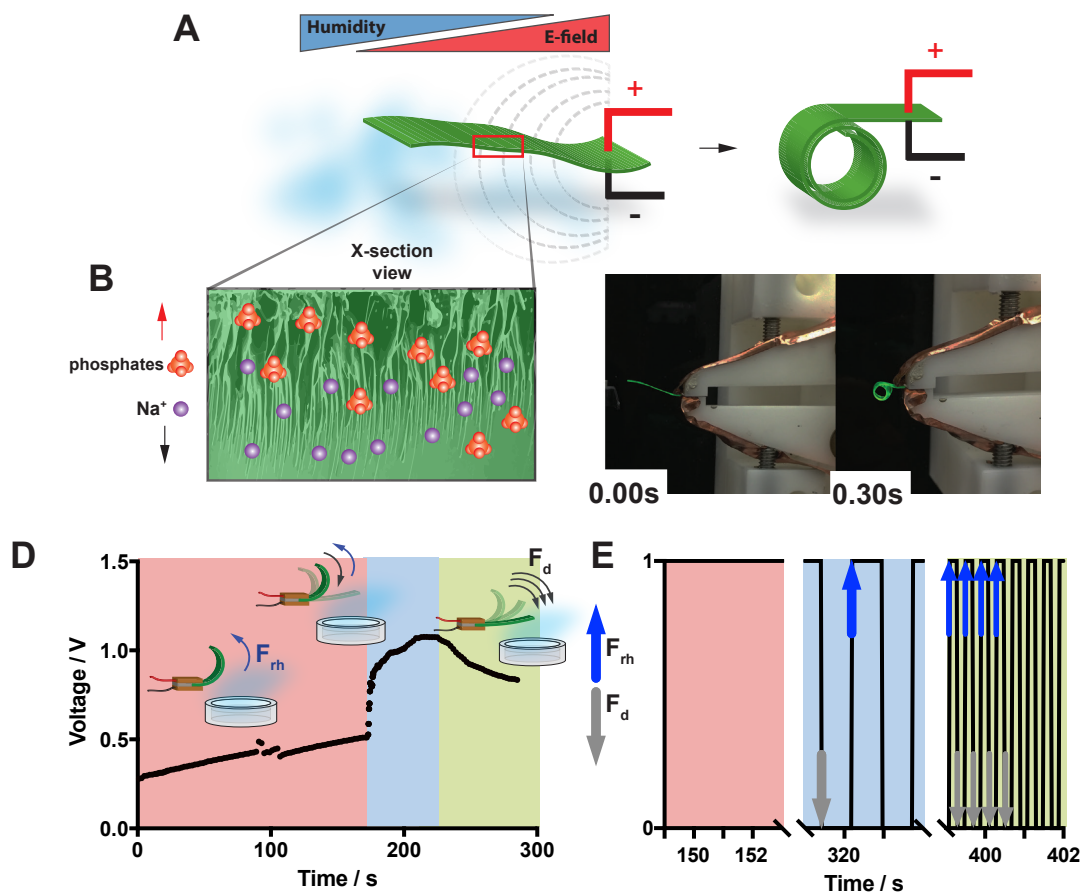 A
Humidity
E-field
+
-
+
-
X-section
view
B
phosphates
Na+
0.00s
0.30s
D
1.5
1.0
0.5
0.0
Voltage / V
0
100
200
300
Time / s
Frh
Fd
Frh
Fd
E
1
0
150
152
320
400
402
Time / s